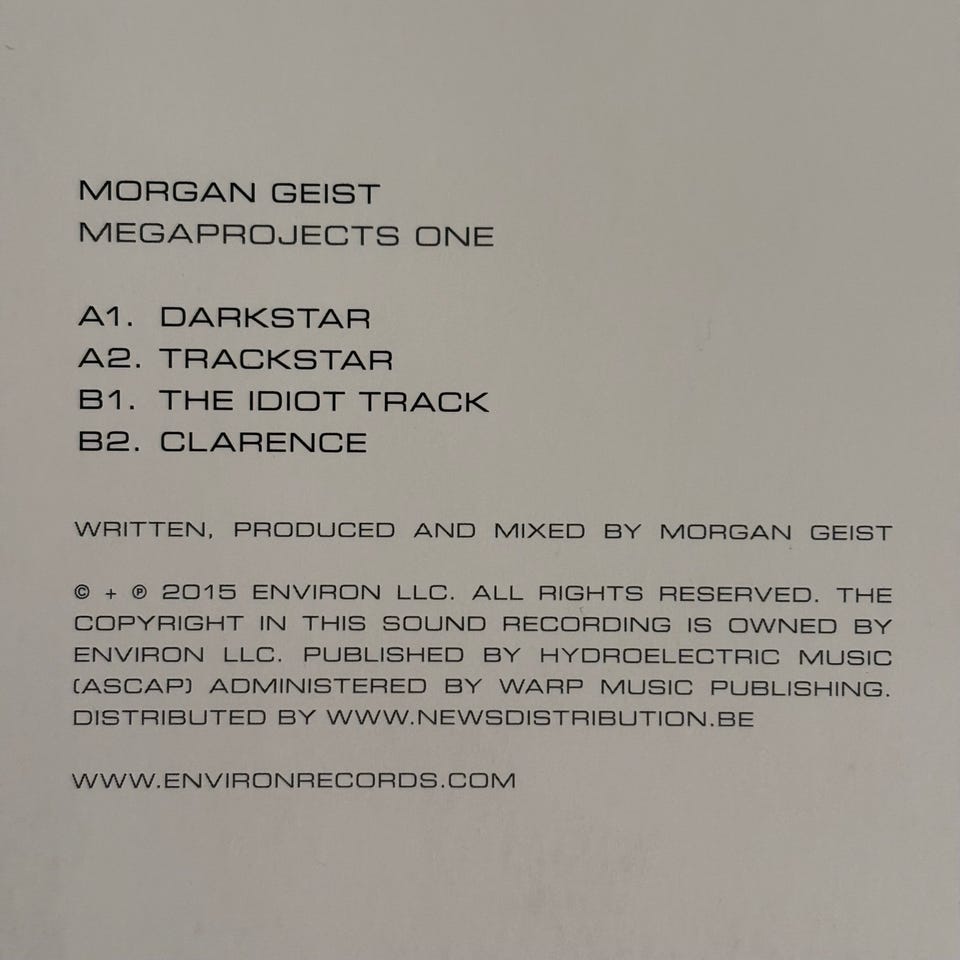 MORGAN GEIST
MEGAPROJECTS ONE
A1. DARKSTAR
A2. TRACKSTAR
B1. THE IDIOT TRACK
B2. CLARENCE
WRITTEN, PRODUCED AND MIXED BY MORGAN GEIST
© + ℗ 2015 ENVIRON LLC. ALL RIGHTS RESERVED. THE
COPYRIGHT IN THIS SOUND RECORDING IS OWNED BY
ENVIRON LLC. PUBLISHED BY HYDROELECTRIC MUSIC
(ASCAP) ADMINISTERED BY WARP MUSIC PUBLISHING.
DISTRIBUTED BY WWW.NEWSDISTRIBUTION.BE
WWW.ENVIRONRECORDS.COM